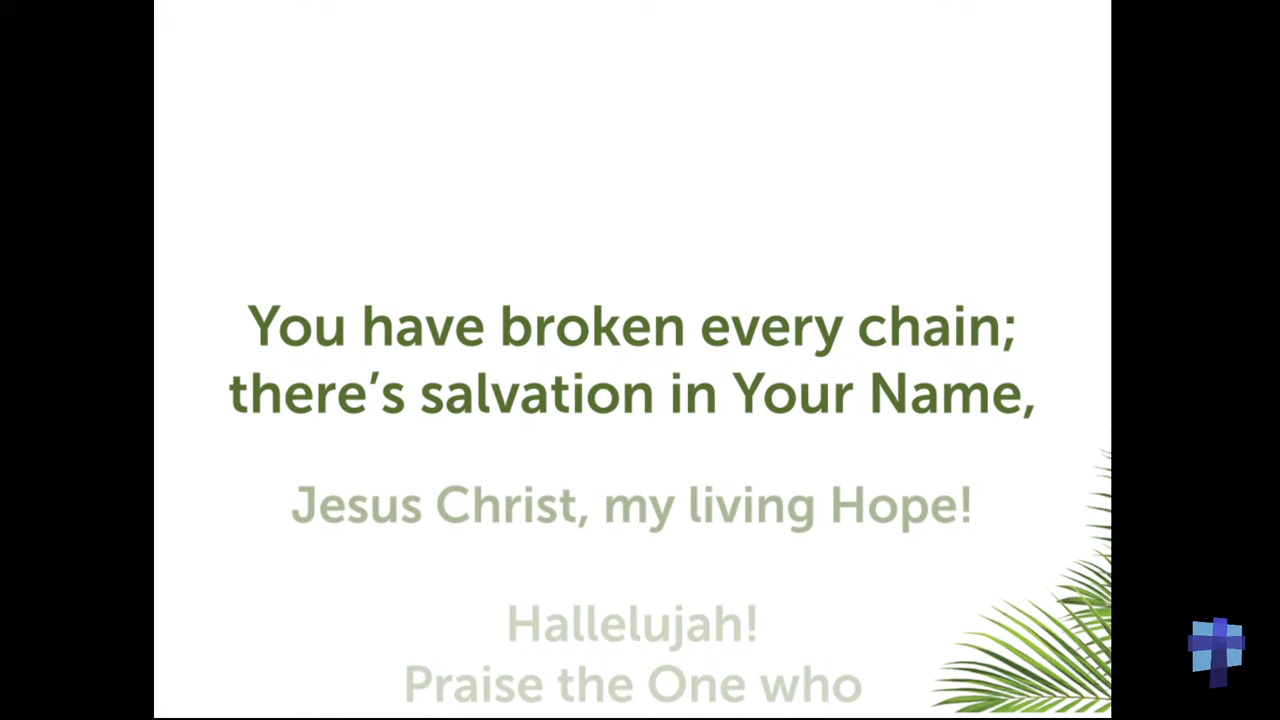 You have broken every chain;
there’s salvation in Your Name,
Jesus Christ, my living Hope!
Hallelujah!
Praise the One who